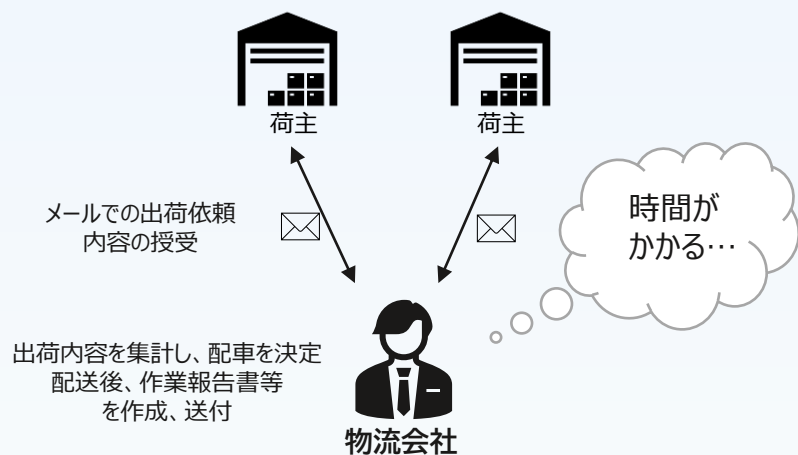 荷主
荷主
メールでの出荷依頼
内容の授受
時間が
かかる…
出荷内容を集計し、配車を決定
配送後、作業報告書等
を作成、送付
物流会社